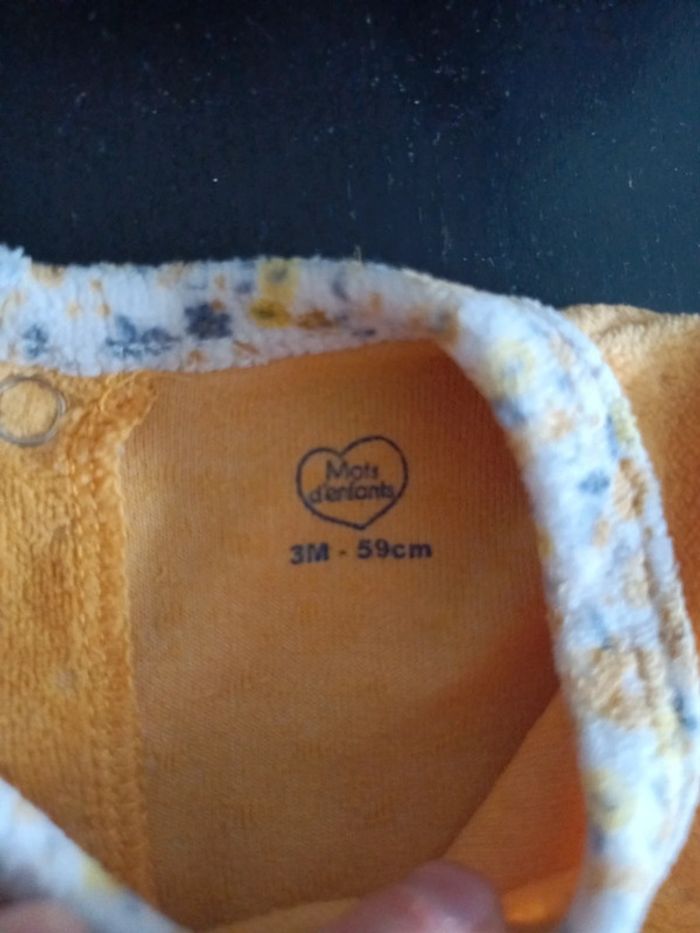 Mots
d'enfants
3M - 59cm